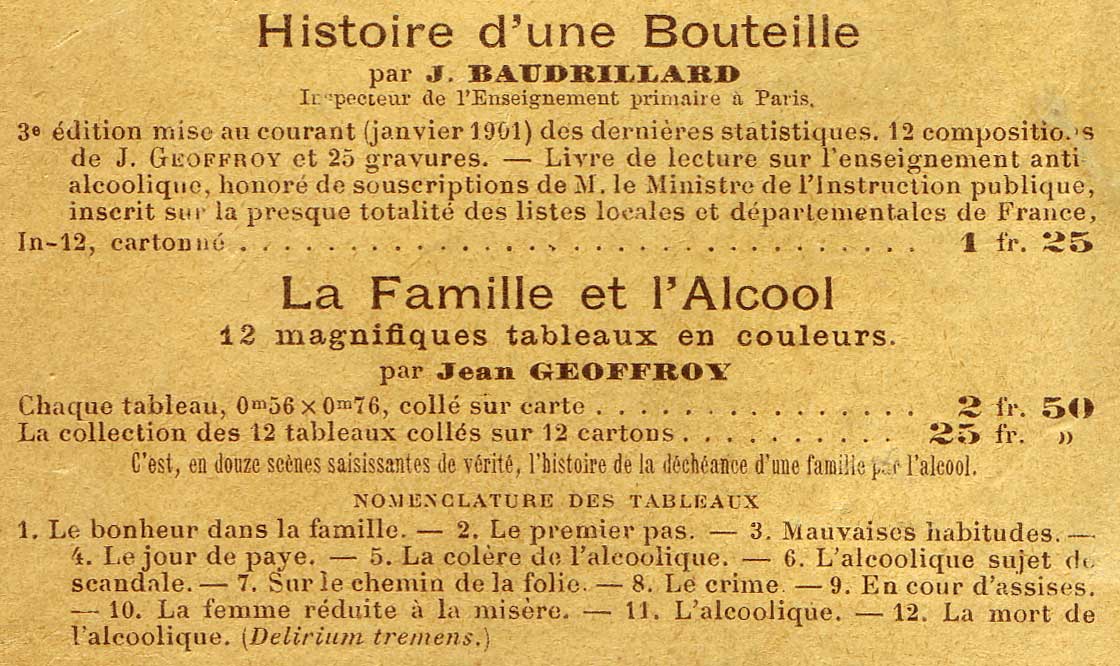 Histoire d'une Bouteille
par J. BAUDRILLARD
Inspecteur de l'Enseignement primaire à Paris.
3e édition mise au courant (janvier 1901) des dernières statistiques. 12 compositions
de J. GEOFFROY et 25 gravures. — Livre de lecture sur l'enseignement anti-
alcoolique, honoré de souscriptions de M. le Ministre de l'Instruction publique,
inscrit sur la presque totalité des listes locales et départementales de France,
In-12, cartonné . . . . . . . . . . . . . . . . . . . . . . . . . . . . . . 1 fr. 25
La Famille et l'Alcool
12 magnifiques tableaux en couleurs.
par Jean GEOFFROY
Chaque tableau, 0m56 × 0m76, collé sur carte . . . . . . . . . . . . . . . 2 fr. 50
La collection des 12 tableaux collés sur 12 cartons . . . . . . . . . . 25 fr. »
C'est, en douze scènes saisissantes de vérité, l'histoire de la déchéance d'une famille par l'alcool.
NOMENCLATURE DES TABLEAUX
1. Le bonheur dans la famille. — 2. Le premier pas. — 3. Mauvaises habitudes. —
4. Le jour de paye. — 5. La colère de l'alcoolique. — 6. L'alcoolique sujet de
scandale. — 7. Sur le chemin de la folie. — 8. Le crime. — 9. En cour d'assises.
— 10. La femme réduite à la misère. — 11. L'alcoolique. — 12. La mort de
l'alcoolique. (Delirium tremens.)